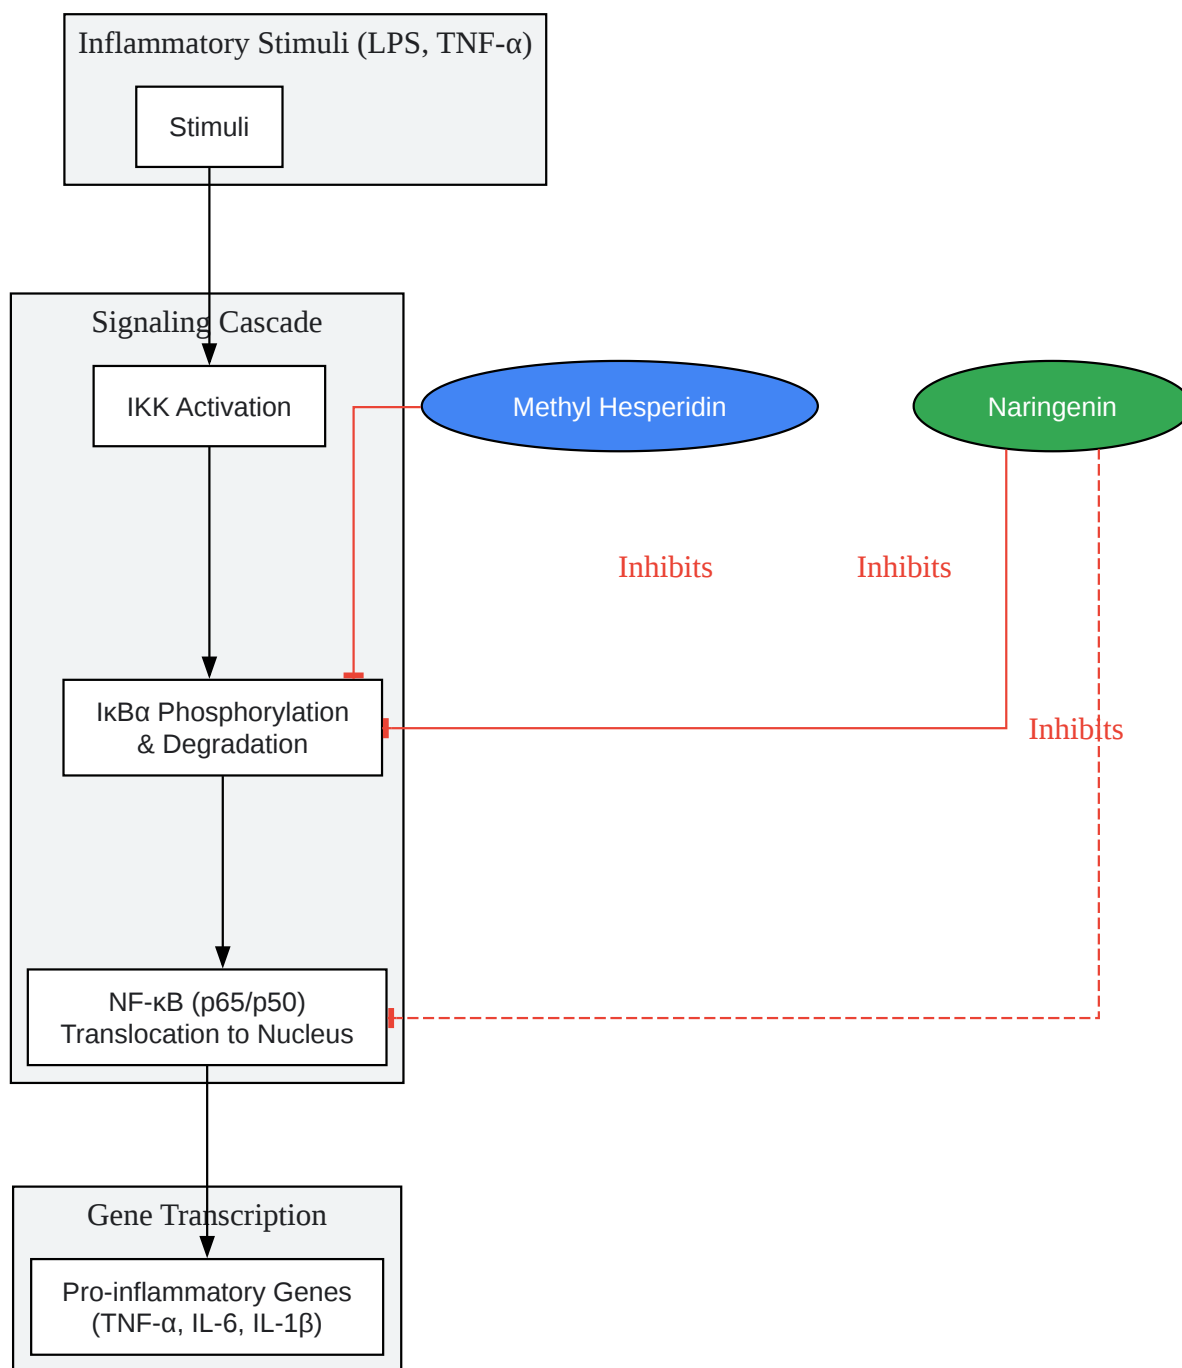 Inflammatory Stimuli (LPS, TNF-α)
Stimuli
Signaling Cascade
IKK Activation
Methyl Hesperidin
Naringenin
Inhibits
Inhibits
IκBα Phosphorylation
& Degradation
Inhibits
NF-κB (p65/p50)
Translocation to Nucleus
Gene Transcription
Pro-inflammatory Genes
(TNF-α, IL-6, IL-1β)